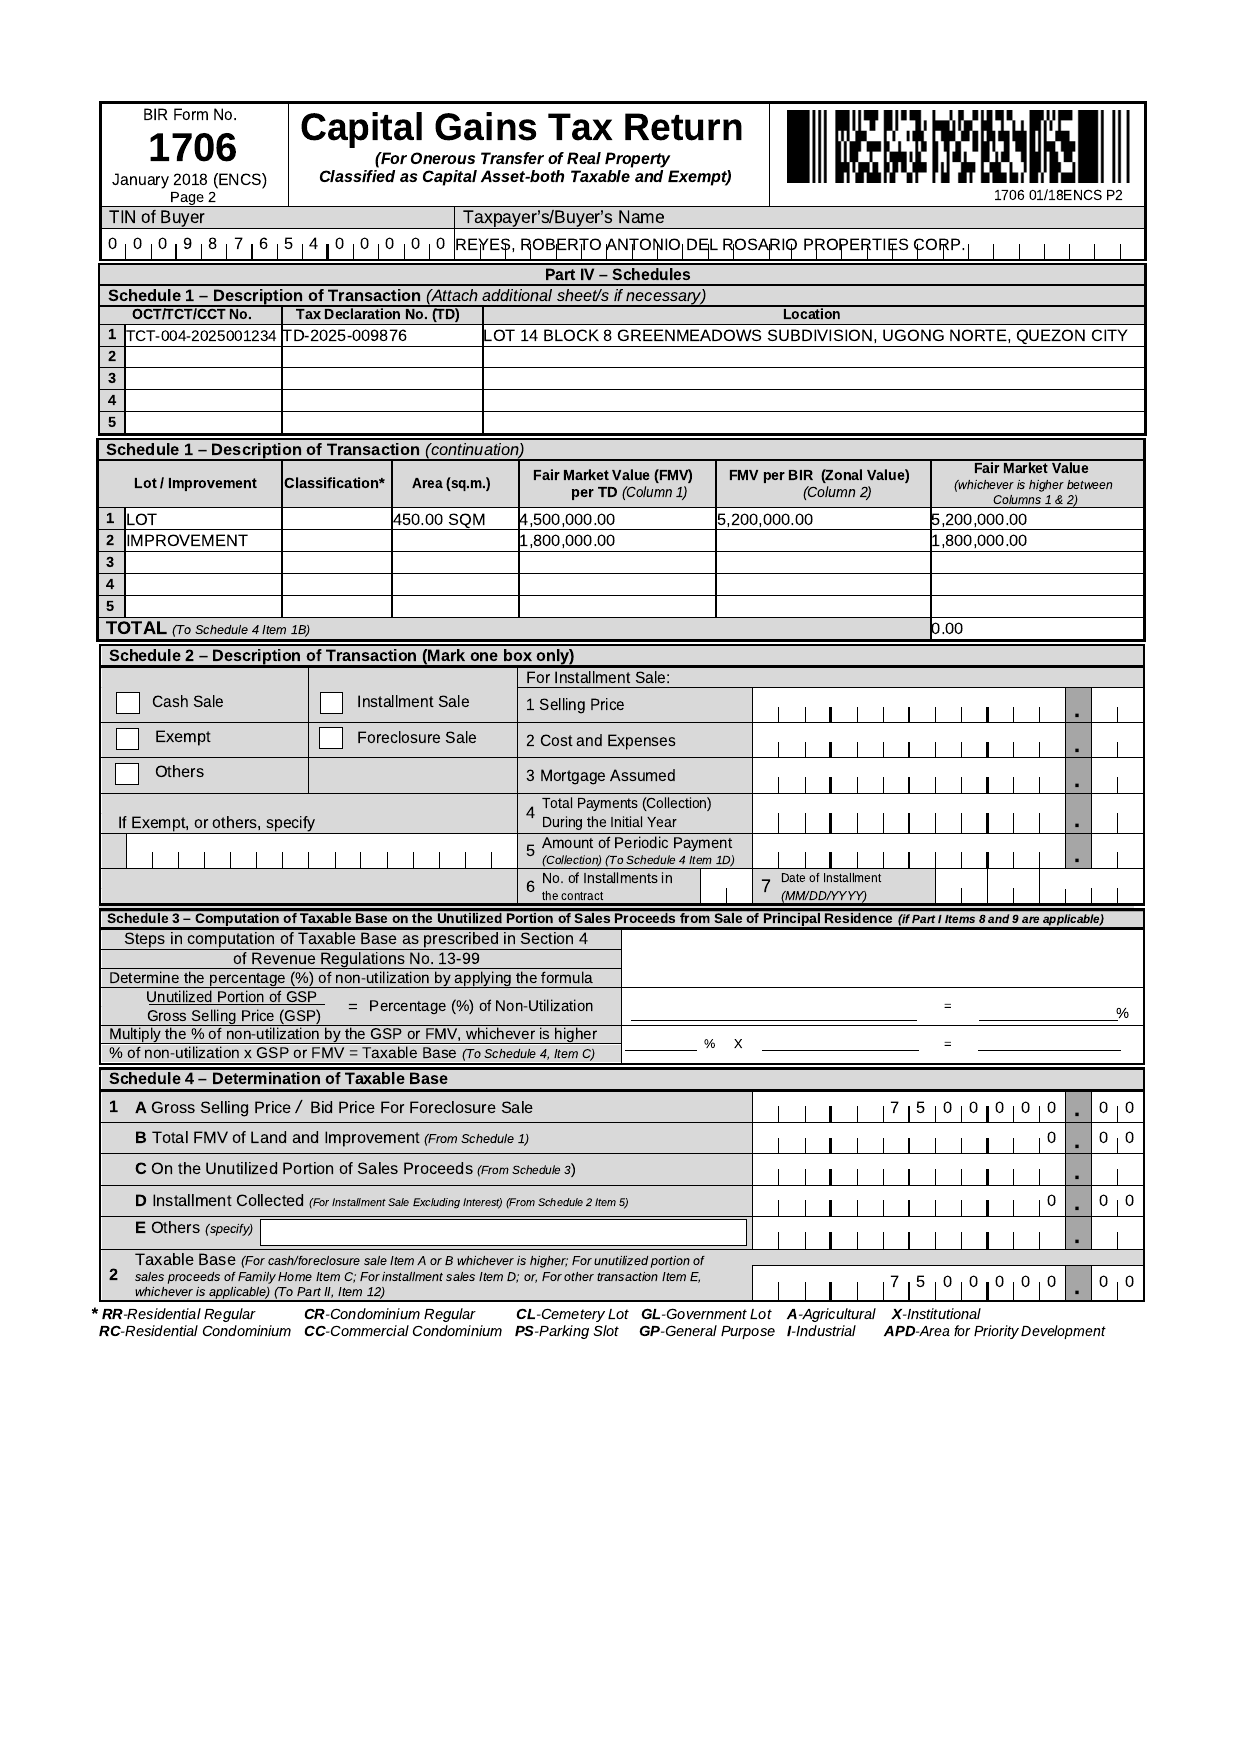 BIR Form No.
1706
January 2018 (ENCS)
Page 2
Capital Gains Tax Return
(For Onerous Transfer of Real Property
Classified as Capital Asset-both Taxable and Exempt)
1706 01/18ENCS P2
TIN of Buyer Taxpayer's/Buyer's Name
0 0 0 9 8 7 6 5 4 0 0 0 0 0 REYES, ROBERTO ANTONIO DEL ROSARIO PROPERTIES CORP.
Part IV – Schedules
Schedule 1 – Description of Transaction (Attach additional sheet/s if necessary)
OCT/TCT/CCT No. Tax Declaration No. (TD) Location
1 TCT-004-2025001234 TD-2025-009876 LOT 14 BLOCK 8 GREENMEADOWS SUBDIVISION, UGONG NORTE, QUEZON CITY
2
3
4
5
Schedule 1 – Description of Transaction (continuation)
Lot / Improvement Classification* Area (sq.m.) Fair Market Value (FMV) per TD (Column 1) FMV per BIR (Zonal Value) (Column 2) Fair Market Value (whichever is higher between Columns 1 & 2)
1 LOT 450.00 SQM 4,500,000.00 5,200,000.00 5,200,000.00
2 IMPROVEMENT 1,800,000.00 1,800,000.00
3
4
5
TOTAL (To Schedule 4 Item 1B) 0.00
Schedule 2 – Description of Transaction (Mark one box only)
For Installment Sale:
Cash Sale Installment Sale 1 Selling Price .
Exempt Foreclosure Sale 2 Cost and Expenses .
Others 3 Mortgage Assumed .
If Exempt, or others, specify 4 Total Payments (Collection) During the Initial Year .
5 Amount of Periodic Payment (Collection) (To Schedule 4 Item 1D) .
6 No. of Installments in the contract 7 Date of Installment (MM/DD/YYYY)
Schedule 3 – Computation of Taxable Base on the Unutilized Portion of Sales Proceeds from Sale of Principal Residence (if Part I Items 8 and 9 are applicable)
Steps in computation of Taxable Base as prescribed in Section 4
of Revenue Regulations No. 13-99
Determine the percentage (%) of non-utilization by applying the formula
Unutilized Portion of GSP
Gross Selling Price (GSP) = Percentage (%) of Non-Utilization = %
Multiply the % of non-utilization by the GSP or FMV, whichever is higher
% of non-utilization x GSP or FMV = Taxable Base (To Schedule 4, Item C) % X =
Schedule 4 – Determination of Taxable Base
1 A Gross Selling Price / Bid Price For Foreclosure Sale 7 5 0 0 0 0 0 . 0 0
B Total FMV of Land and Improvement (From Schedule 1) 0 . 0 0
C On the Unutilized Portion of Sales Proceeds (From Schedule 3) .
D Installment Collected (For Installment Sale Excluding Interest) (From Schedule 2 Item 5) 0 . 0 0
E Others (specify) .
2 Taxable Base (For cash/foreclosure sale Item A or B whichever is higher; For unutilized portion of
sales proceeds of Family Home Item C; For installment sales Item D; or, For other transaction Item E,
whichever is applicable) (To Part II, Item 12) 7 5 0 0 0 0 0 . 0 0
* RR-Residential Regular CR-Condominium Regular CL-Cemetery Lot GL-Government Lot A-Agricultural X-Institutional
RC-Residential Condominium CC-Commercial Condominium PS-Parking Slot GP-General Purpose I-Industrial APD-Area for Priority Development